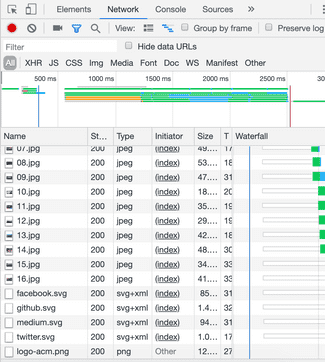 Elements Network Console Sources
View: Group by frame Preserve log
Filter Hide data URLs
All XHR JS CSS Img Media Font Doc WS Manifest Other
500 ms 1000 ms 1500 ms 2000 ms 2500 ms 300
Name St... Type Initiator Size T Waterfall
07.jpg 200 jpeg (index) 49.... 17
08.jpg 200 jpeg (index) 53.... 18
09.jpg 200 jpeg (index) 47.... 31
10.jpg 200 jpeg (index) 18.... 20
11.jpg 200 jpeg (index) 35.... 19
12.jpg 200 jpeg (index) 29.... 19
13.jpg 200 jpeg (index) 42.... 18
14.jpg 200 jpeg (index) 48.... 30
15.jpg 200 jpeg (index) 34.... 33
16.jpg 200 jpeg (index) 41.... 33
facebook.svg 200 svg+xml (index) 85... 31
github.svg 200 svg+xml (index) 1.4... 32
medium.svg 200 svg+xml (index) 94... 31
twitter.svg 200 svg+xml (index) 1.0... 17
logo-acm.png 200 png Other 12.... 27